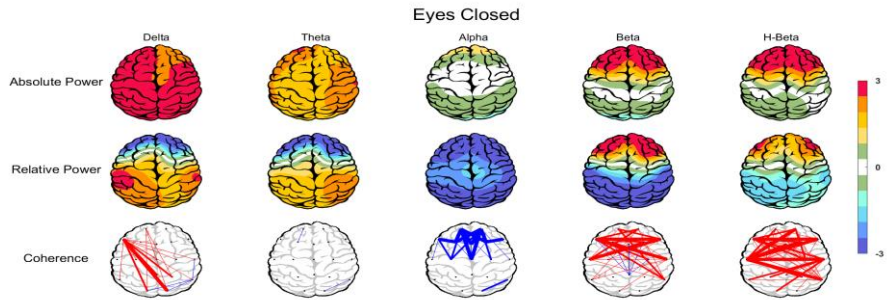 Eyes Closed
Delta Theta Alpha Beta H-Beta
Absolute Power
3
Relative Power
0
Coherence
-3